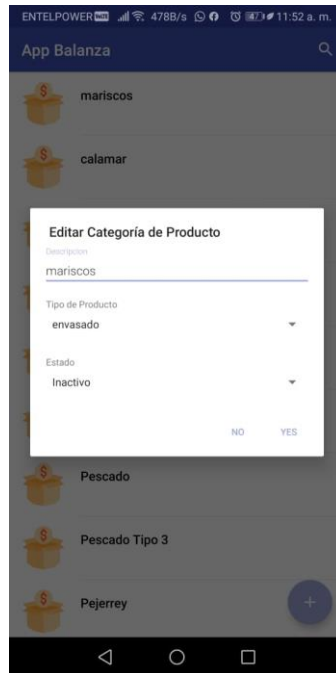 ENTELPOWER 478B/s 47 11:52 a. m.
App Balanza
mariscos
calamar
Editar Categoría de Producto
Descripcion
mariscos
Tipo de Producto
envasado
Estado
Inactivo
NO YES
Pescado
Pescado Tipo 3
Pejerrey